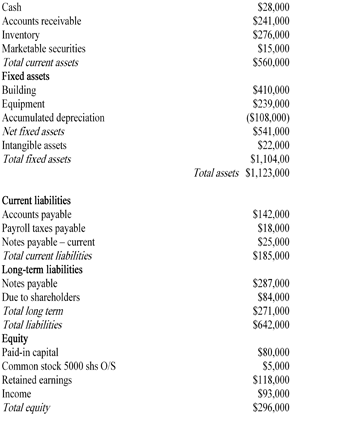 Cash $28,000
Accounts receivable $241,000
Inventory $276,000
Marketable securities $15,000
Total current assets $560,000
Fixed assets
Building $410,000
Equipment $239,000
Accumulated depreciation ($108,000)
Net fixed assets $541,000
Intangible assets $22,000
Total fixed assets $1,104,00
Total assets $1,123,000
Current liabilities
Accounts payable $142,000
Payroll taxes payable $18,000
Notes payable – current $25,000
Total current liabilities $185,000
Long-term liabilities
Notes payable $287,000
Due to shareholders $84,000
Total long term $271,000
Total liabilities $642,000
Equity
Paid-in capital $80,000
Common stock 5000 shs O/S $5,000
Retained earnings $118,000
Income $93,000
Total equity $296,000